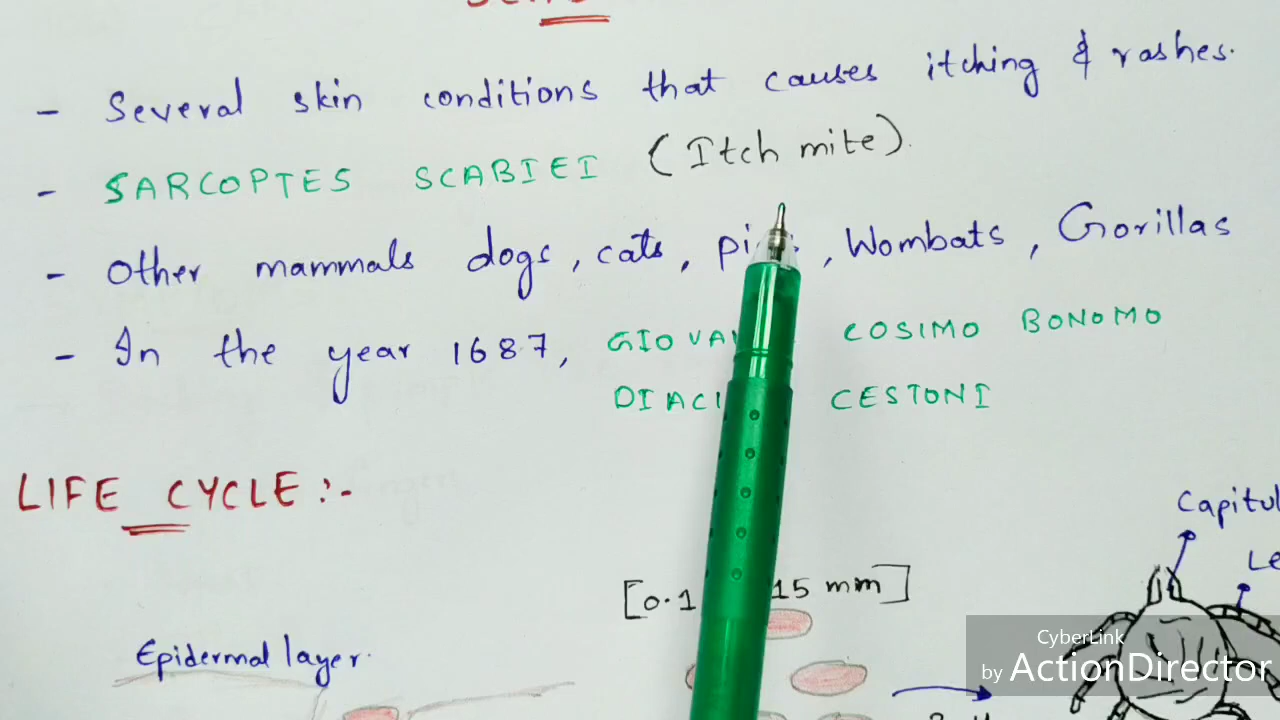 - Several skin conditions that causes itching & rashes.
- SARCOPTES SCABIEI (Itch mite).
- Other mammals dogs, cats, , Wombats, Gorillas
- In the year 1687, COSIMO BONOMO
CESTONI
LIFE CYCLE :-
15 mm]
Epidermal layer.
CyberLink
by ActionDirector